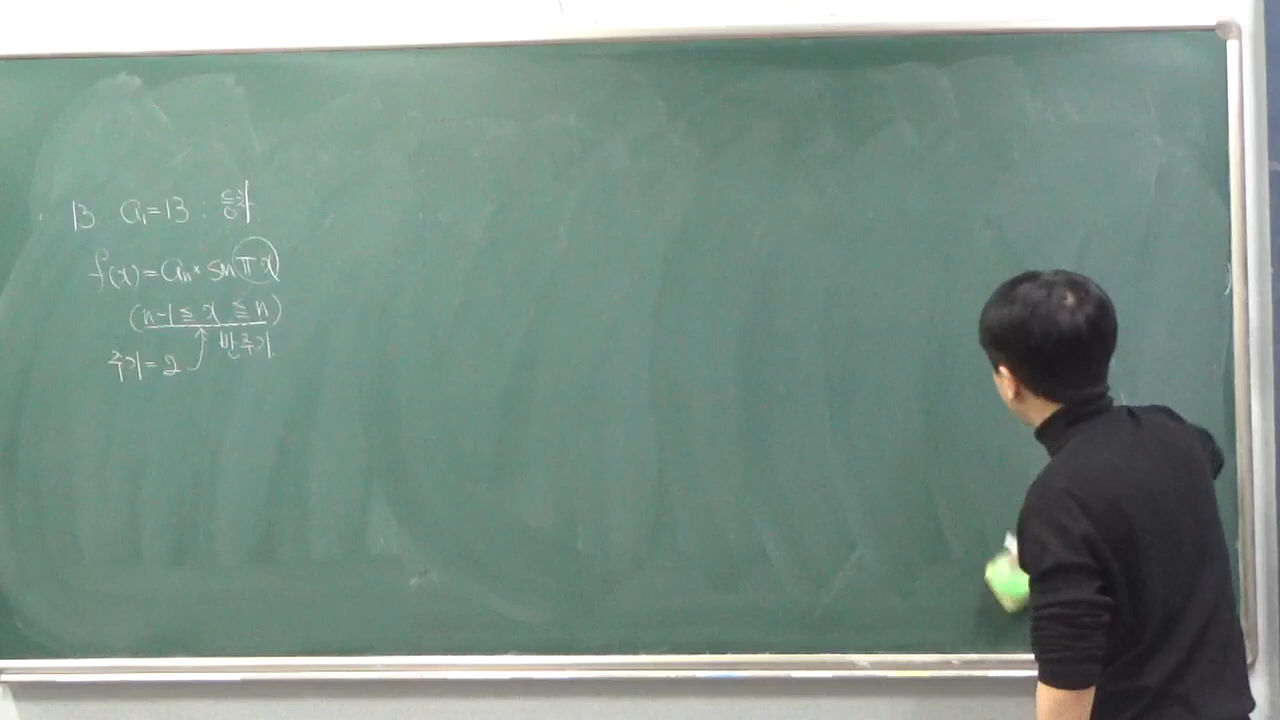 13 a₁=13 : 등차
f(x)=aₙ· sin πx
(n-1 ≦ x ≦ n)
반주기
주기=2